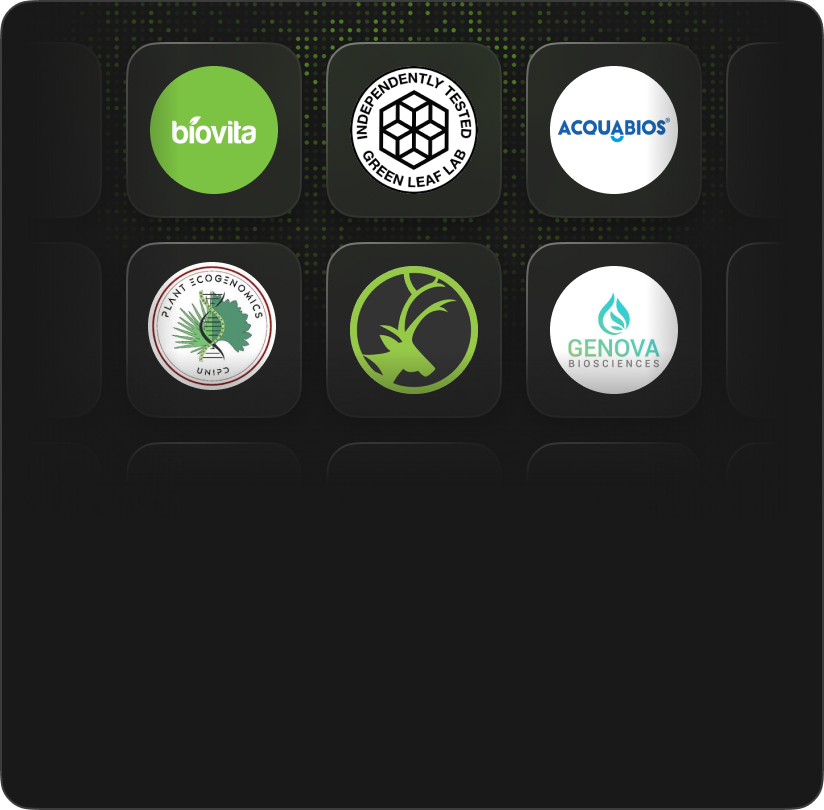 biovita
INDEPENDENTLY TESTED
GREEN LEAF LAB
ACQUABIOS®
PLANT ECOGENOMICS
UNIPD
GENOVA
BIOSCIENCES